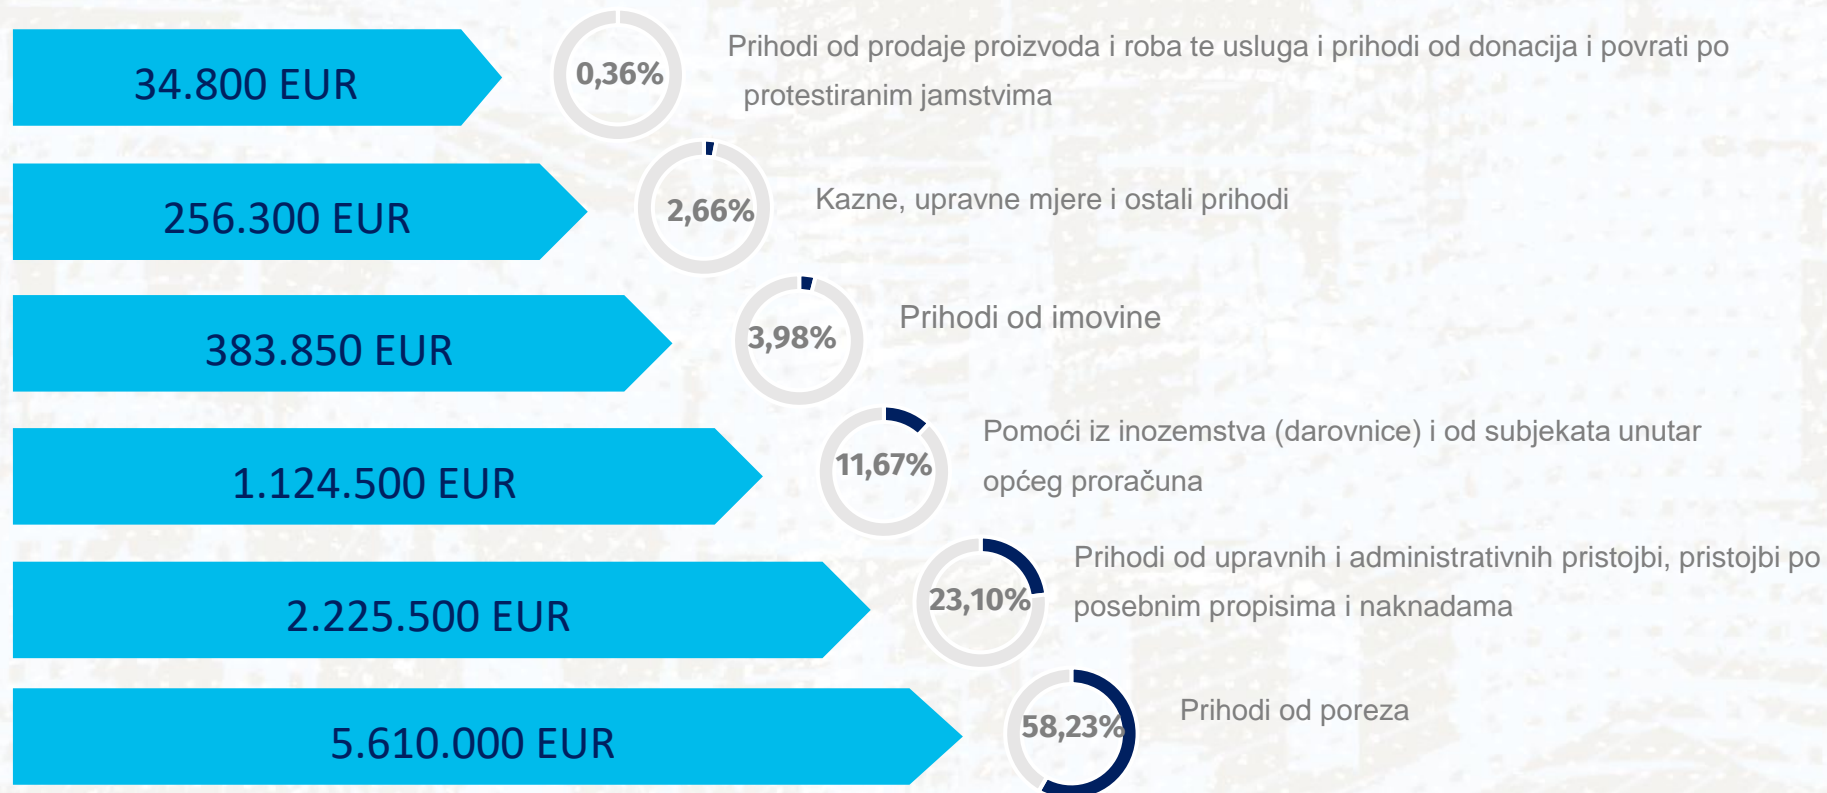 34.800 EUR
0,36%
Prihodi od prodaje proizvoda i roba te usluga i prihodi od donacija i povrati po
protestiranim jamstvima
256.300 EUR
2,66%
Kazne, upravne mjere i ostali prihodi
383.850 EUR
3,98%
Prihodi od imovine
1.124.500 EUR
11,67%
Pomoći iz inozemstva (darovnice) i od subjekata unutar
općeg proračuna
2.225.500 EUR
23,10%
Prihodi od upravnih i administrativnih pristojbi, pristojbi po
posebnim propisima i naknadama
5.610.000 EUR
58,23%
Prihodi od poreza